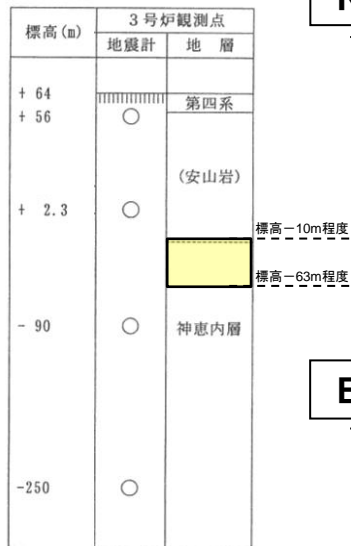 標高(m)
3号炉観測点
地震計
地 層
+ 64
第四系
+ 56
(安山岩)
+ 2.3
標高-10m程度
標高-63m程度
- 90
神恵内層
-250